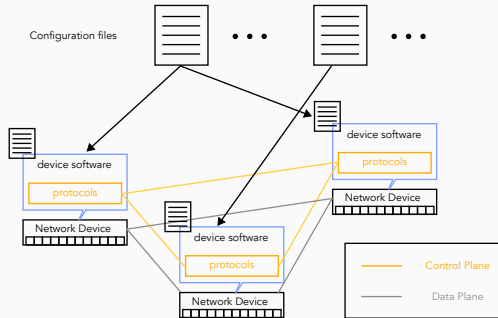 Configuration files
device software
protocols
Network Device
device software
protocols
Network Device
device software
protocols
Network Device
Control Plane
Data Plane